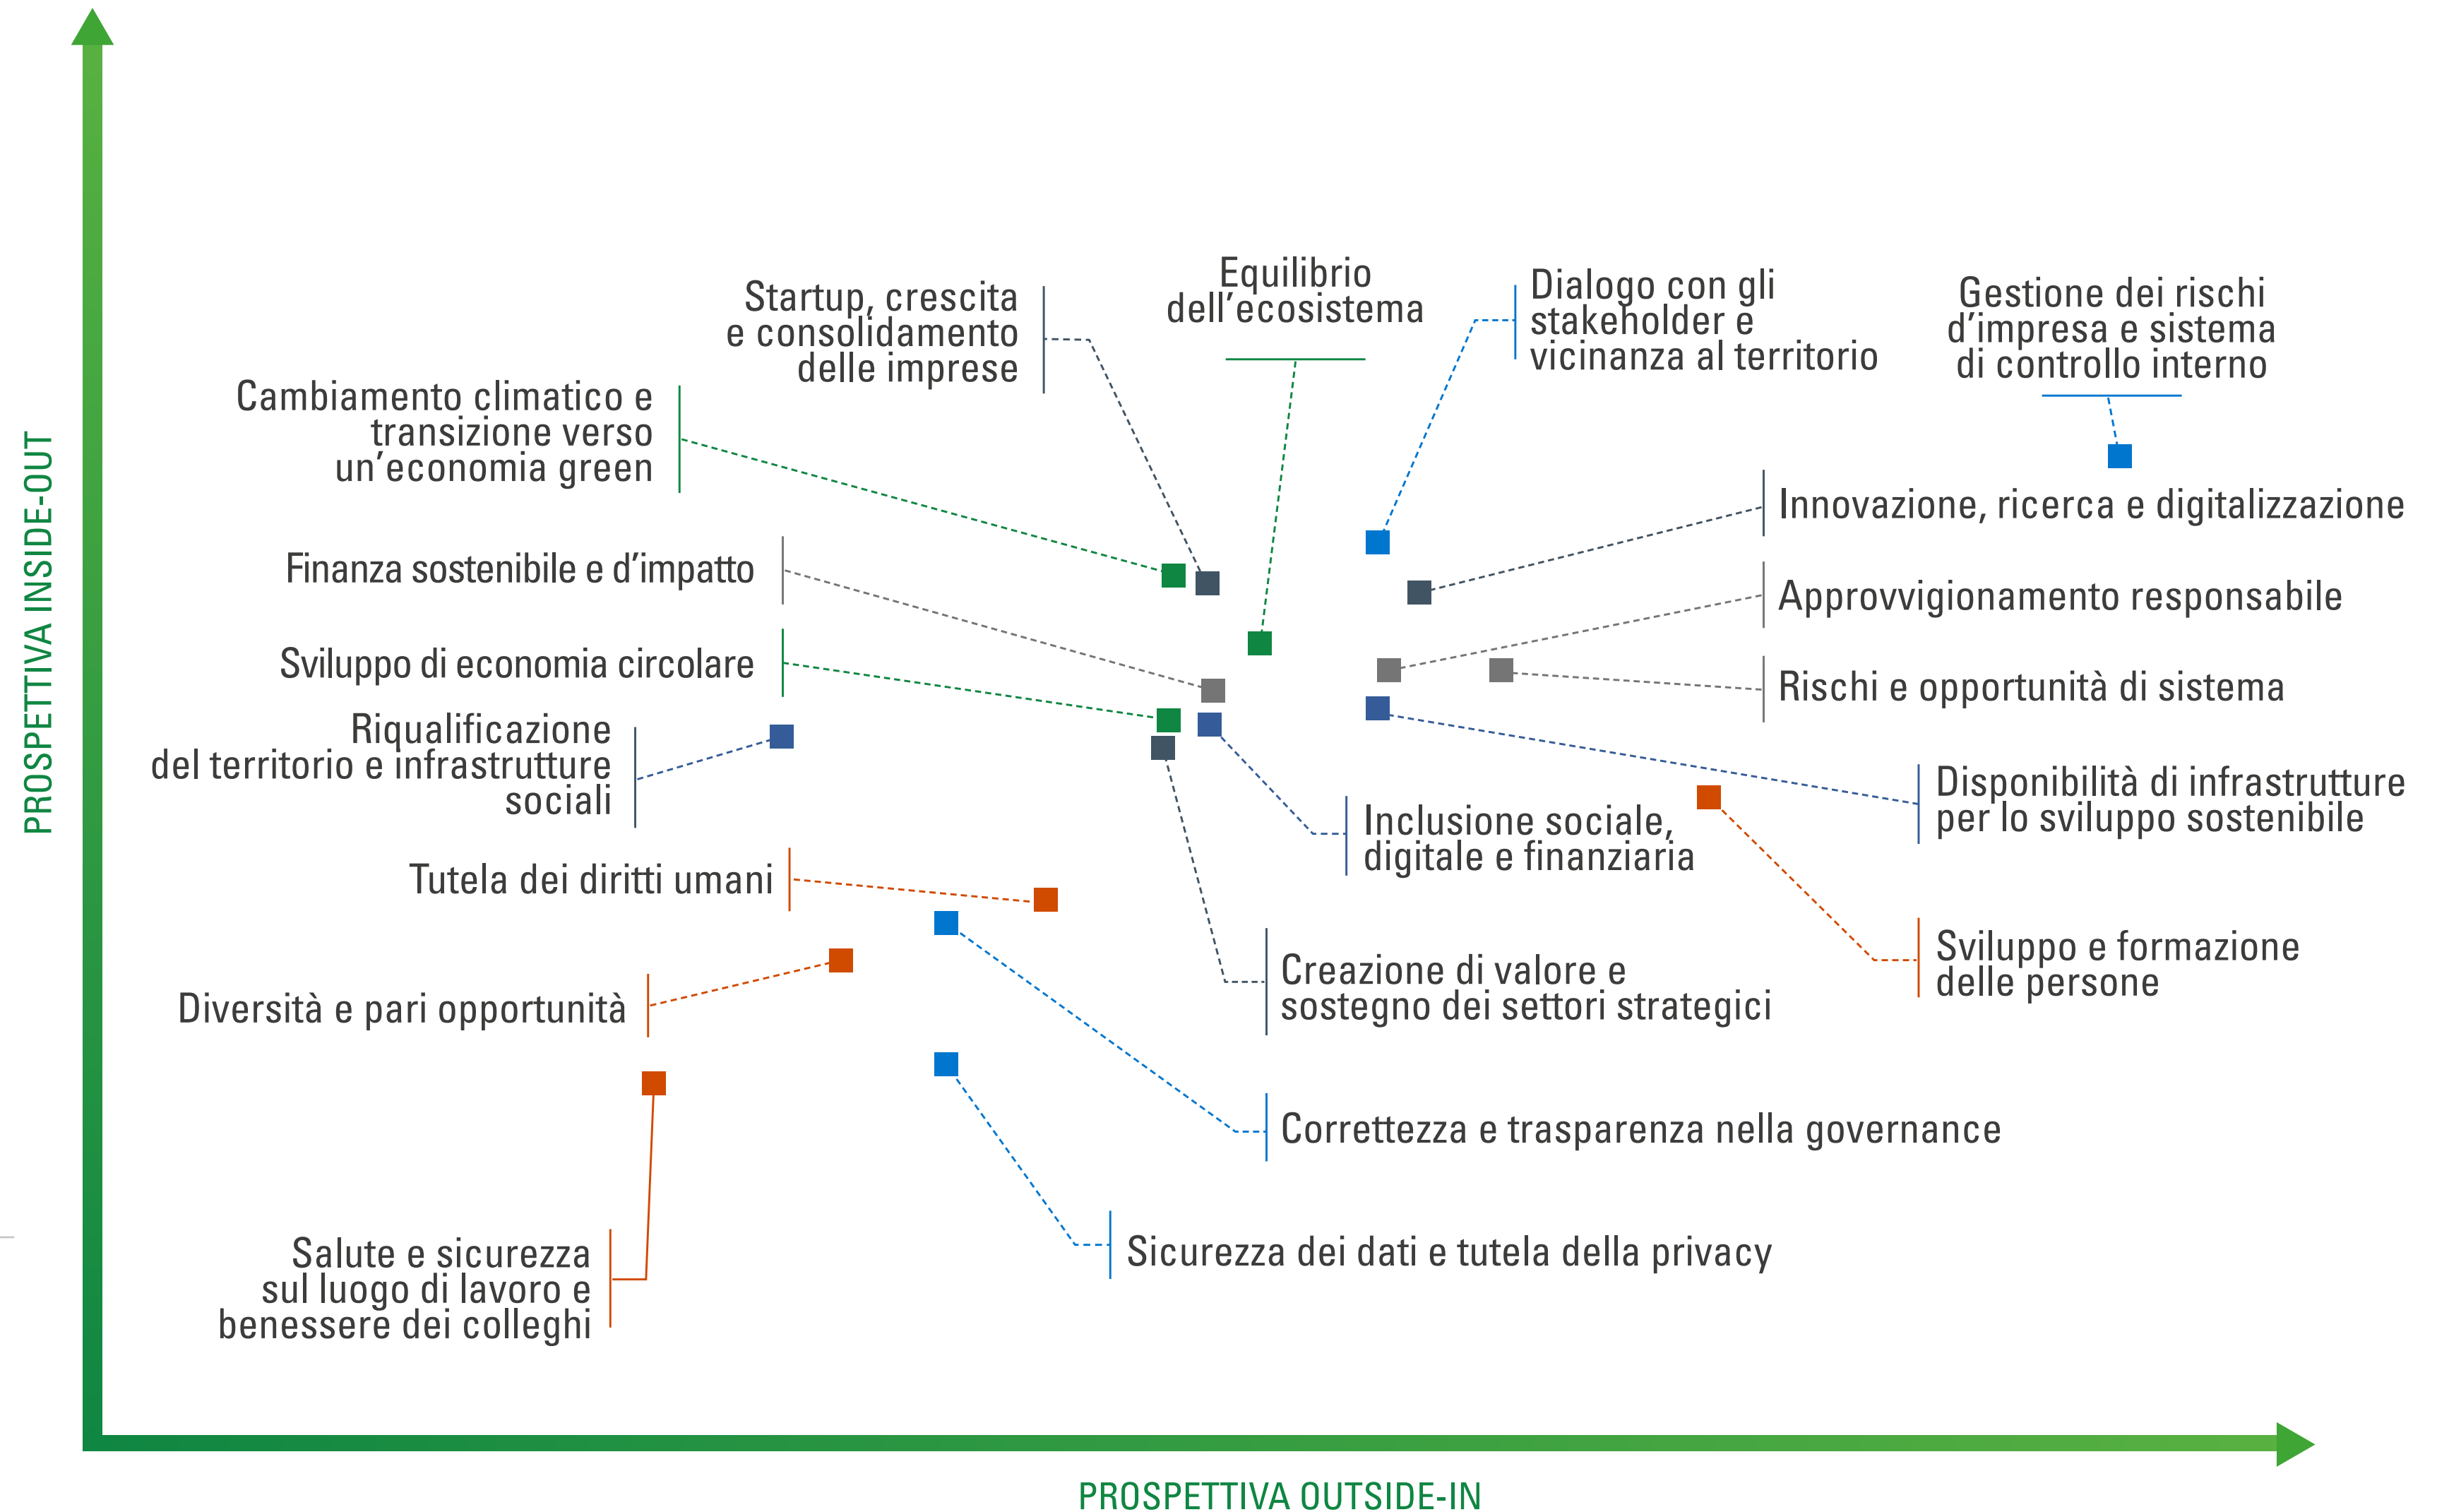 Equilibrio
dell’ecosistema
Dialogo con gli
stakeholder e
vicinanza al territorio
Gestione dei rischi
d’impresa e sistema
di controllo interno
Startup, crescita
e consolidamento
delle imprese
Cambiamento climatico e
transizione verso
un’economia green
Innovazione, ricerca e digitalizzazione
Finanza sostenibile e d’impatto
Approvvigionamento responsabile
Sviluppo di economia circolare
Rischi e opportunità di sistema
Riqualificazione
del territorio e infrastrutture
sociali
Disponibilità di infrastrutture
per lo sviluppo sostenibile
Inclusione sociale,
digitale e finanziaria
Tutela dei diritti umani
Sviluppo e formazione
delle persone
Creazione di valore e
sostegno dei settori strategici
Diversità e pari opportunità
Correttezza e trasparenza nella governance
Sicurezza dei dati e tutela della privacy
Salute e sicurezza
sul luogo di lavoro e
benessere dei colleghi
PROSPETTIVA INSIDE-OUT
PROSPETTIVA OUTSIDE-IN